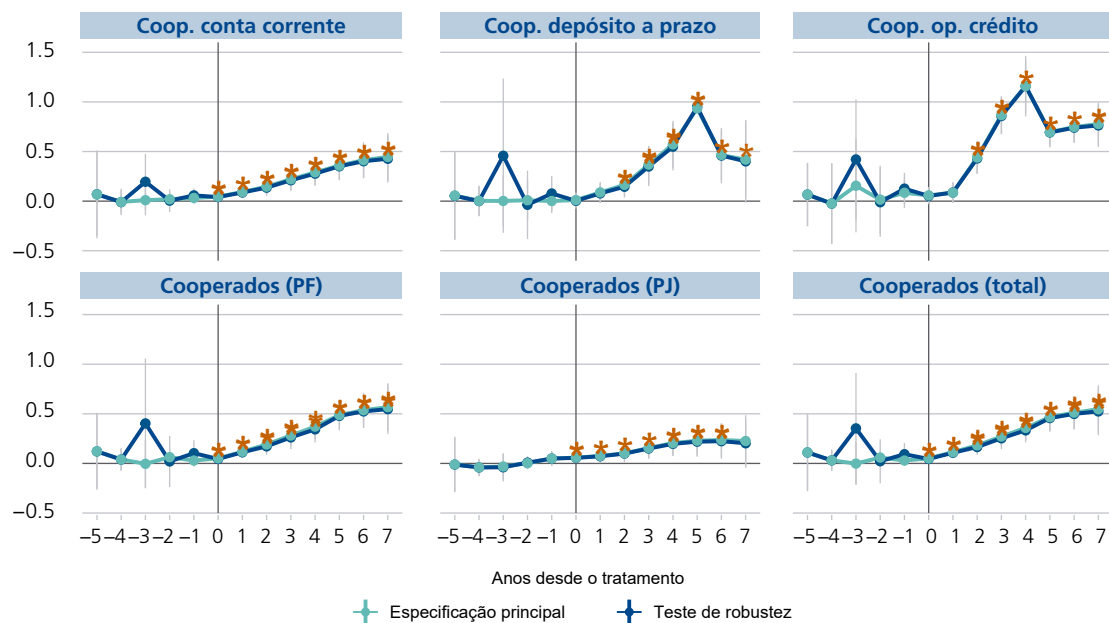 Coop. conta corrente Coop. depósito a prazo Coop. op. crédito
1.5
1.0
0.5
0.0
−0.5
Cooperados (PF) Cooperados (PJ) Cooperados (total)
1.5
1.0
0.5
0.0
−0.5
−5 −4 −3 −2 −1 0 1 2 3 4 5 6 7 −5 −4 −3 −2 −1 0 1 2 3 4 5 6 7 −5 −4 −3 −2 −1 0 1 2 3 4 5 6 7
Anos desde o tratamento
Especificação principal Teste de robustez